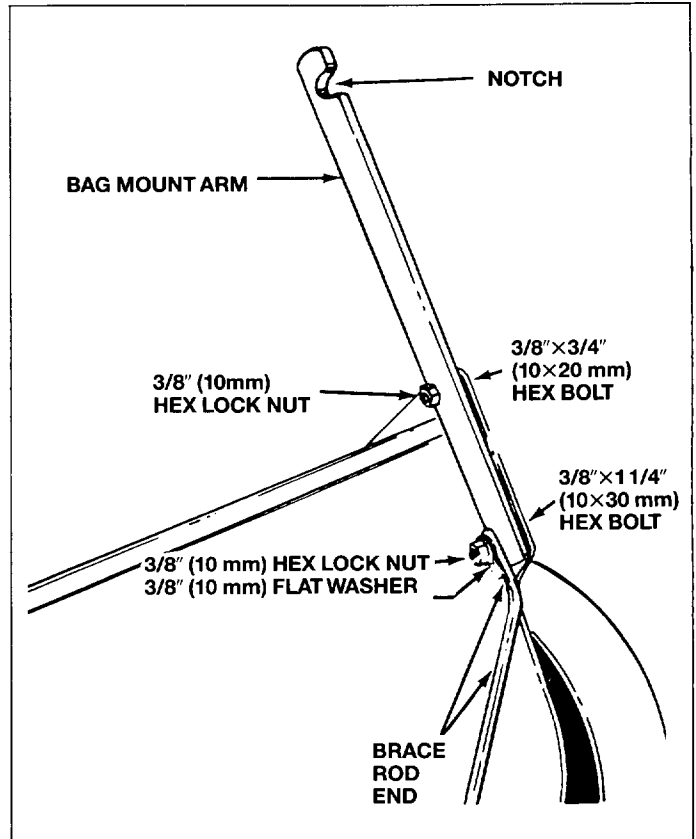 NOTCH
BAG MOUNT ARM
3/8″×3/4″
(10×20 mm)
HEX BOLT
3/8″ (10mm)
HEX LOCK NUT
3/8″×1 1/4″
(10×30 mm)
HEX BOLT
3/8″ (10 mm) HEX LOCK NUT
3/8″ (10 mm) FLAT WASHER
BRACE
ROD
END